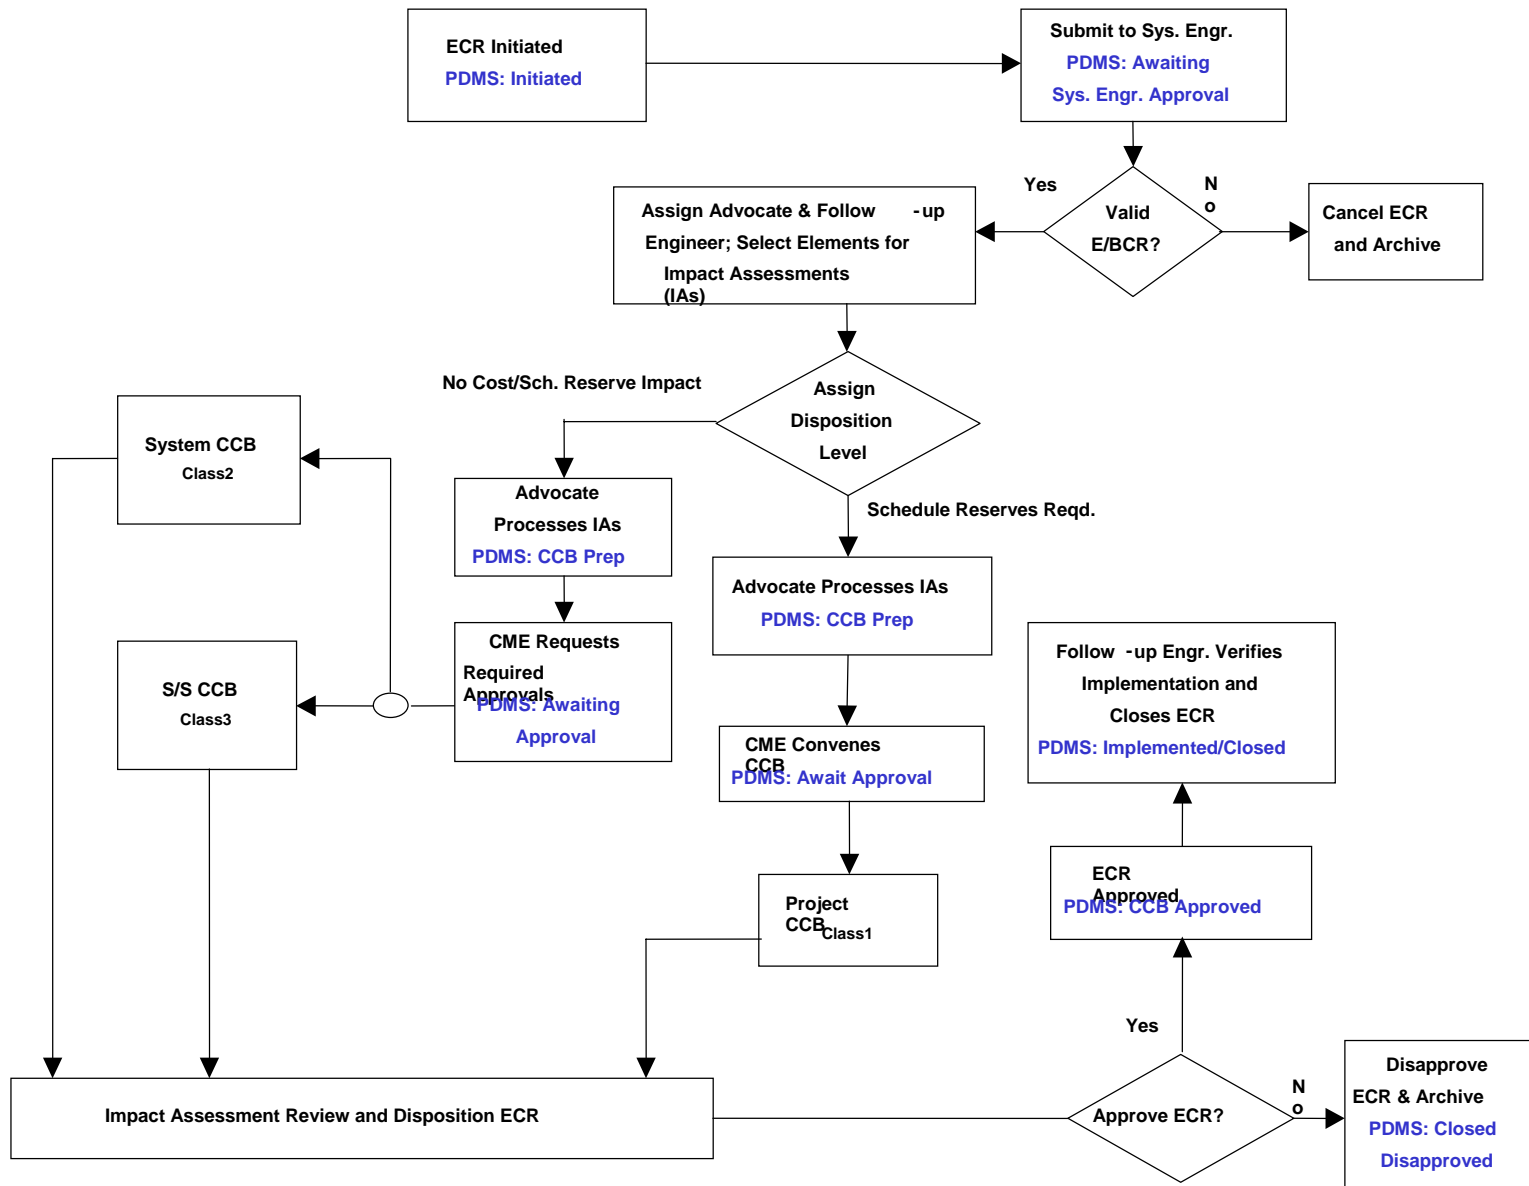 ECR Initiated
PDMS: Initiated
Submit to Sys. Engr.
PDMS: Awaiting
Sys. Engr. Approval
Yes
N
o
Valid
E/BCR?
Cancel ECR
and Archive
Assign Advocate & Follow -up
Engineer; Select Elements for
Impact Assessments
(IAs)
No Cost/Sch. Reserve Impact
Assign
Disposition
Level
Schedule Reserves Reqd.
System CCB
Class2
Advocate
Processes IAs
PDMS: CCB Prep
Advocate Processes IAs
PDMS: CCB Prep
S/S CCB
Class3
CME Requests
Required
Approvals
PDMS: Awaiting
Approval
CME Convenes
CCB
PDMS: Await Approval
Follow -up Engr. Verifies
Implementation and
Closes ECR
PDMS: Implemented/Closed
Project
CCB
Class1
ECR
Approved
PDMS: CCB Approved
Yes
Impact Assessment Review and Disposition ECR
Approve ECR?
N
o
Disapprove
ECR & Archive
PDMS: Closed
Disapproved